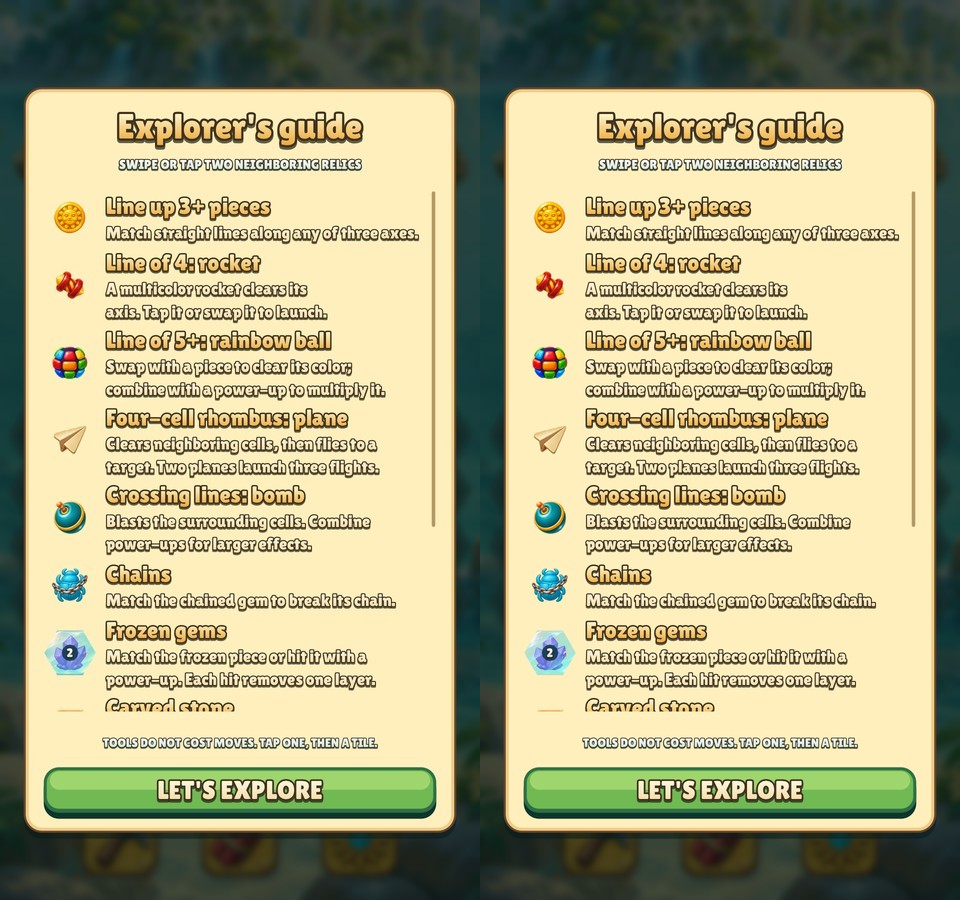 Explorer's guide
SWIPE OR TAP TWO NEIGHBORING RELICS
Line up 3+ pieces
Match straight lines along any of three axes.
Line of 4: rocket
A multicolor rocket clears its
axis. Tap it or swap it to launch.
Line of 5+: rainbow ball
Swap with a piece to clear its color;
combine with a power-up to multiply it.
Four-cell rhombus: plane
Clears neighboring cells, then flies to a
target. Two planes launch three flights.
Crossing lines: bomb
Blasts the surrounding cells. Combine
power-ups for larger effects.
Chains
Match the chained gem to break its chain.
2
Frozen gems
Match the frozen piece or hit it with a
power-up. Each hit removes one layer.
Carved stone
TOOLS DO NOT COST MOVES. TAP ONE, THEN A TILE.
LET'S EXPLORE
Explorer's guide
SWIPE OR TAP TWO NEIGHBORING RELICS
Line up 3+ pieces
Match straight lines along any of three axes.
Line of 4: rocket
A multicolor rocket clears its
axis. Tap it or swap it to launch.
Line of 5+: rainbow ball
Swap with a piece to clear its color;
combine with a power-up to multiply it.
Four-cell rhombus: plane
Clears neighboring cells, then flies to a
target. Two planes launch three flights.
Crossing lines: bomb
Blasts the surrounding cells. Combine
power-ups for larger effects.
Chains
Match the chained gem to break its chain.
2
Frozen gems
Match the frozen piece or hit it with a
power-up. Each hit removes one layer.
Carved stone
TOOLS DO NOT COST MOVES. TAP ONE, THEN A TILE.
LET'S EXPLORE